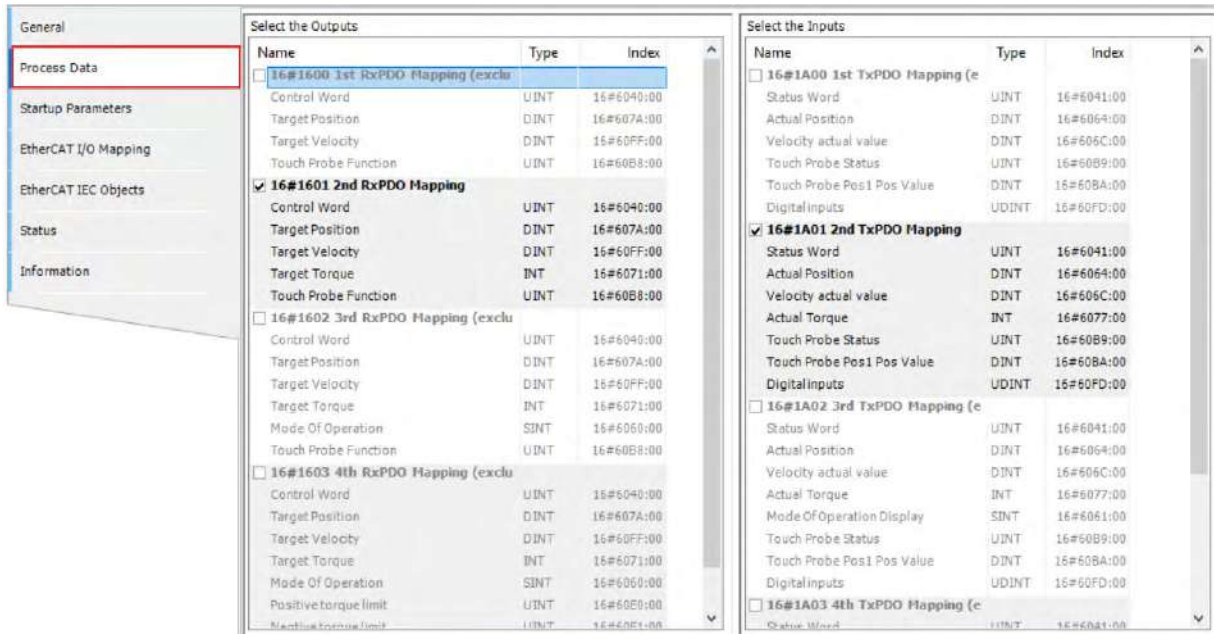 General
Process Data
Startup Parameters
EtherCAT I/O Mapping
EtherCAT IEC Objects
Status
Information
Select the Outputs
Name Type Index
16#1600 1st RxPDO Mapping (exclu
Control Word UINT 16#6040:00
Target Position DINT 16#607A:00
Target Velocity DINT 16#60FF:00
Touch Probe Function UINT 16#60B8:00
16#1601 2nd RxPDO Mapping
Control Word UINT 16#6040:00
Target Position DINT 16#607A:00
Target Velocity DINT 16#60FF:00
Target Torque INT 16#6071:00
Touch Probe Function UINT 16#60B8:00
16#1602 3rd RxPDO Mapping (exclu
Control Word UINT 16#6040:00
Target Position DINT 16#607A:00
Target Velocity DINT 16#60FF:00
Target Torque INT 16#6071:00
Mode Of Operation SINT 16#6060:00
Touch Probe Function UINT 16#60B8:00
16#1603 4th RxPDO Mapping (exclu
Control Word UINT 16#6040:00
Target Position DINT 16#607A:00
Target Velocity DINT 16#60FF:00
Target Torque INT 16#6071:00
Mode Of Operation SINT 16#6060:00
Positive torque limit UINT 16#60E0:00
Negtive torque limit UINT 16#60E1:00
Select the Inputs
Name Type Index
16#1A00 1st TxPDO Mapping (e
Status Word UINT 16#6041:00
Actual Position DINT 16#6064:00
Velocity actual value DINT 16#606C:00
Touch Probe Status UINT 16#60B9:00
Touch Probe Pos1 Pos Value DINT 16#60BA:00
Digitalinputs UDINT 16#60FD:00
16#1A01 2nd TxPDO Mapping
Status Word UINT 16#6041:00
Actual Position DINT 16#6064:00
Velocity actual value DINT 16#606C:00
Actual Torque INT 16#6077:00
Touch Probe Status UINT 16#60B9:00
Touch Probe Pos1 Pos Value DINT 16#60BA:00
Digitalinputs UDINT 16#60FD:00
16#1A02 3rd TxPDO Mapping (e
Status Word UINT 16#6041:00
Actual Position DINT 16#6064:00
Velocity actual value DINT 16#606C:00
Actual Torque INT 16#6077:00
Mode Of Operation Display SINT 16#6061:00
Touch Probe Status UINT 16#60B9:00
Touch Probe Pos1 Pos Value DINT 16#60BA:00
Digitalinputs UDINT 16#60FD:00
16#1A03 4th TxPDO Mapping (e
Status Word UINT 16#6041:00